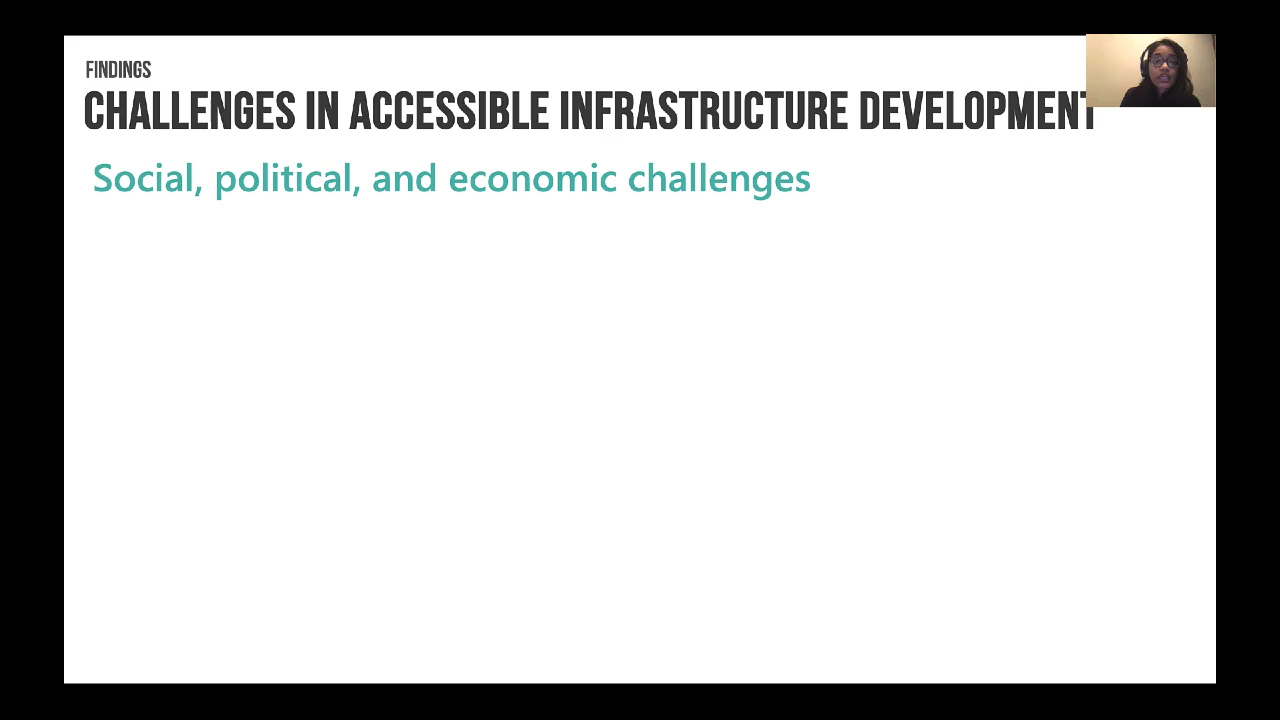 FINDINGS
CHALLENGES IN ACCESSIBLE INFRASTRUCTURE DEVELOPMENT
Social, political, and economic challenges